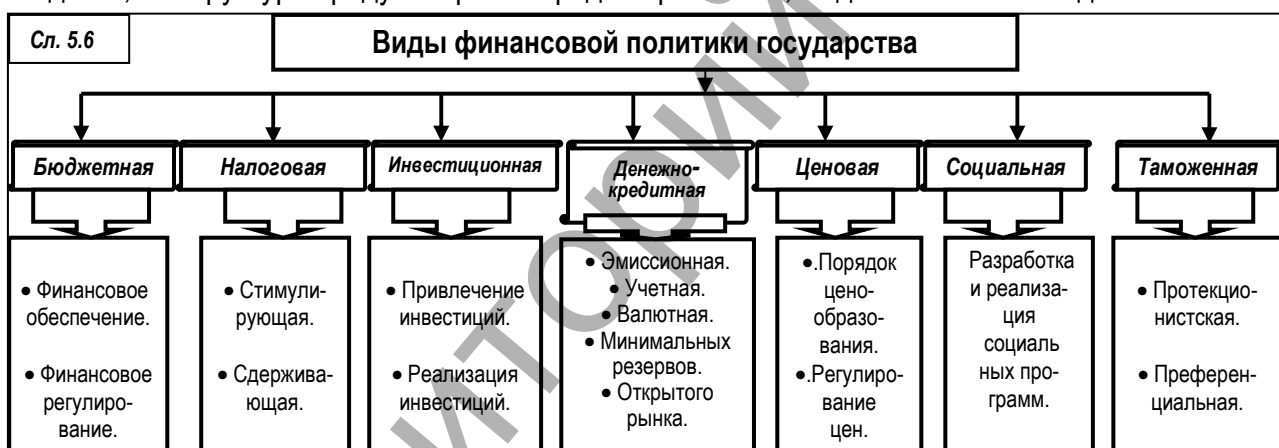 Сл. 5.6
Виды финансовой политики государства
Бюджетная
Налоговая
Инвестиционная
Денежно-
кредитная
Ценовая
Социальная
Таможенная
• Финансовое
обеспечение.
• Финансовое
регулиро-
вание.
• Стимули-
рующая.
• Сдержива-
ющая.
• Привлечение
инвестиций.
• Реализация
инвестиций.
• Эмиссионная.
• Учетная.
• Валютная.
• Минимальных
резервов.
• Открытого
рынка.
•.Порядок
цено-
образо-
вания.
•.Регулиро-
вание
цен.
Разработка
и реализа-
ция
социаль
ных про-
грамм.
• Протекцио-
нистская.
• Преферен-
циальная.